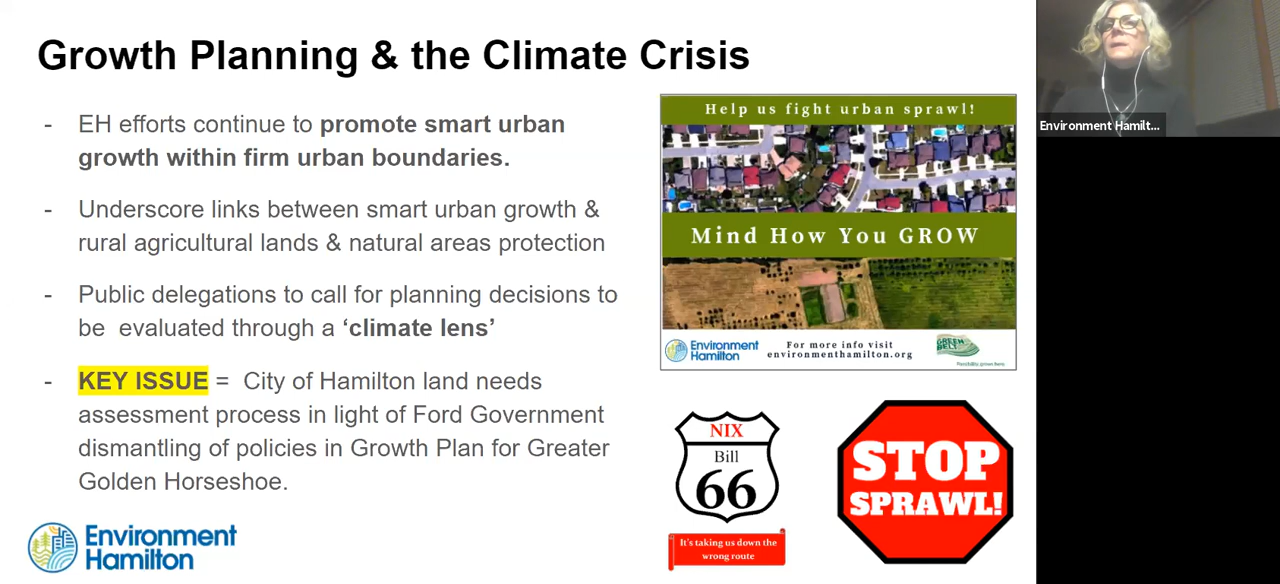 Growth Planning & the Climate Crisis
- EH efforts continue to promote smart urban
growth within firm urban boundaries.
- Underscore links between smart urban growth &
rural agricultural lands & natural areas protection
- Public delegations to call for planning decisions to
be evaluated through a ‘climate lens’
- KEY ISSUE = City of Hamilton land needs
assessment process in light of Ford Government
dismantling of policies in Growth Plan for Greater
Golden Horseshoe.
Environment
Hamilton
Help us fight urban sprawl!
Mind How You GROW
Environment
Hamilton
For more info visit
environmenthamilton.org
GREEN
BELT
NIX
Bill
66
It's taking us down the
wrong route
STOP
SPRAWL!
Environment Hamilt...